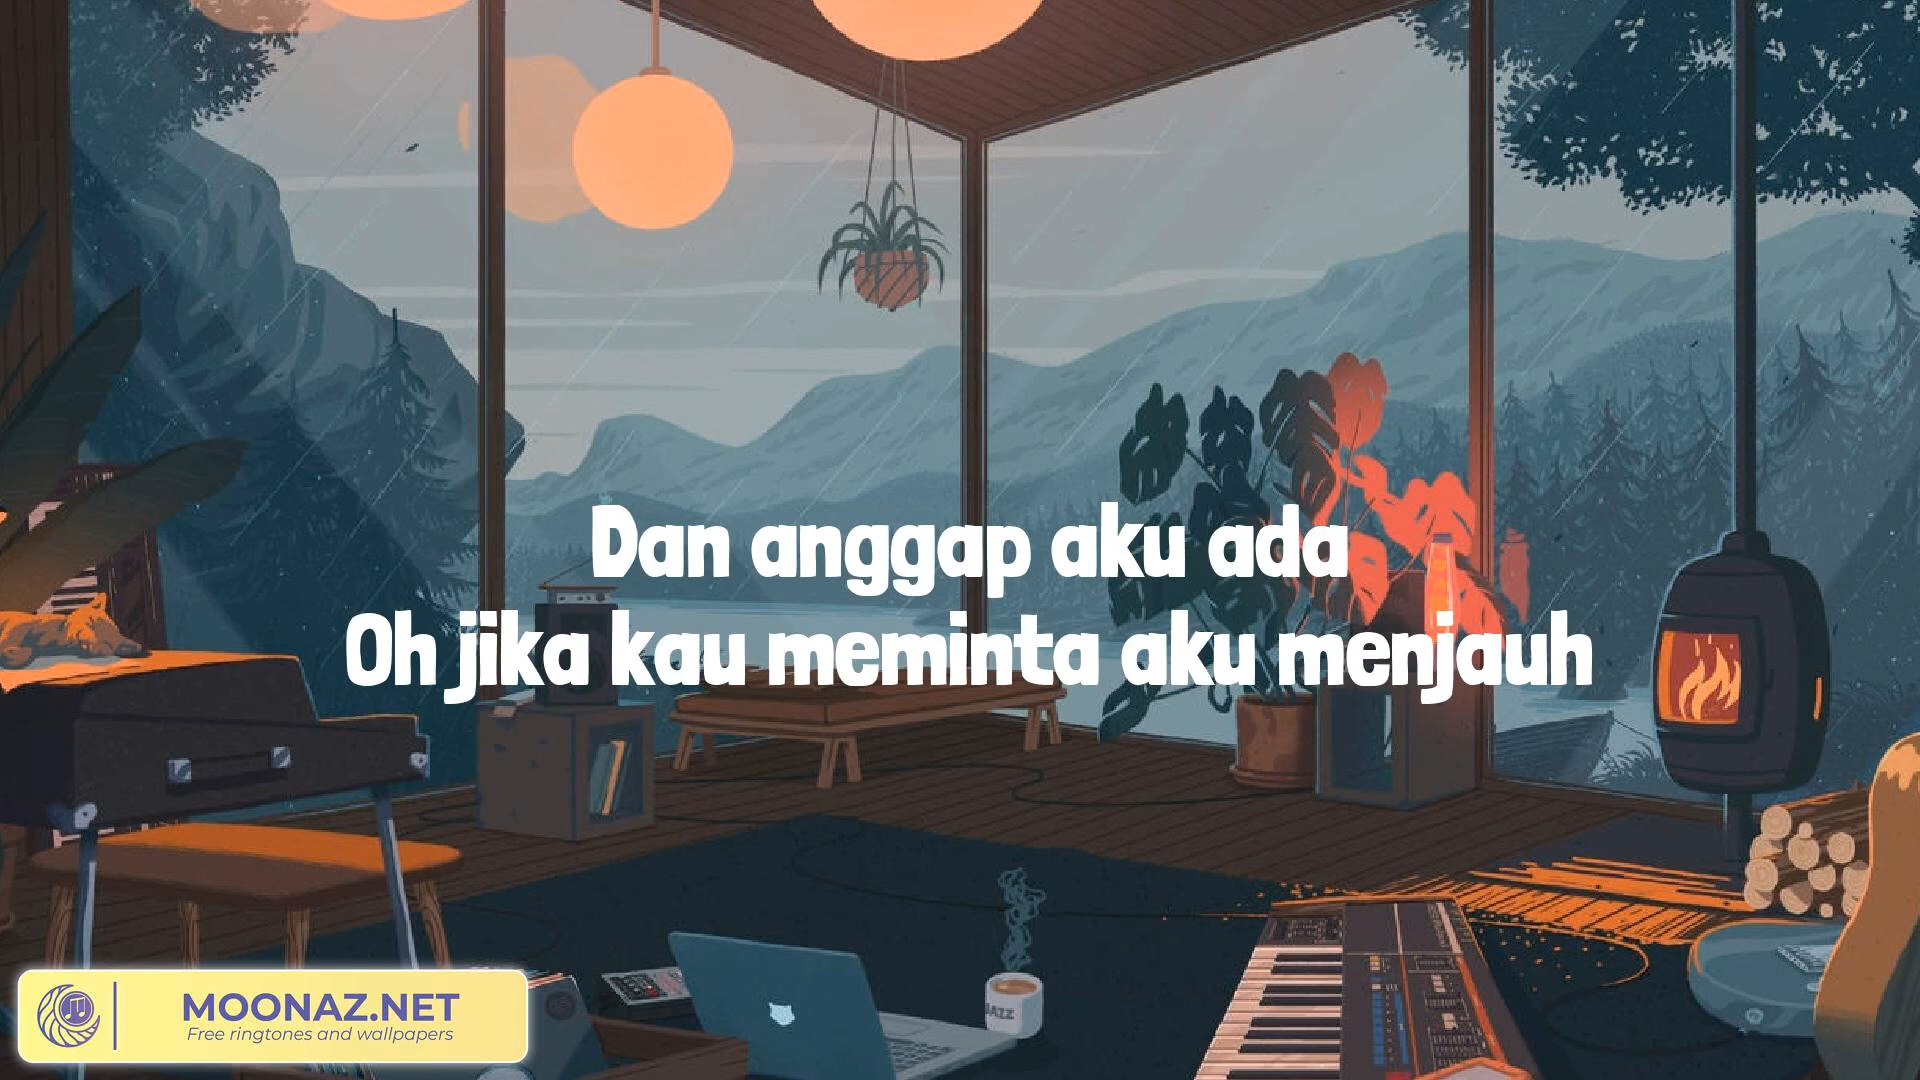 Dan anggap aku ada
Oh jika kau meminta aku menjauh
JAZZ
MOONAZ.NET
Free ringtones and wallpapers